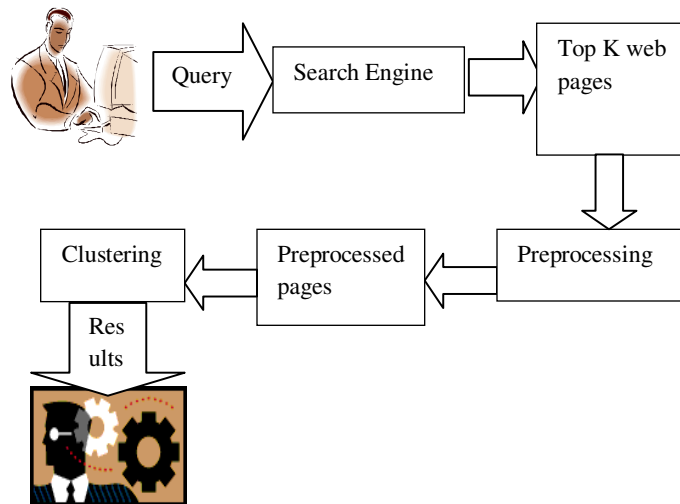 Query
Search Engine
Top K web
pages
Preprocessing
Preprocessed
pages
Clustering
Res
ults